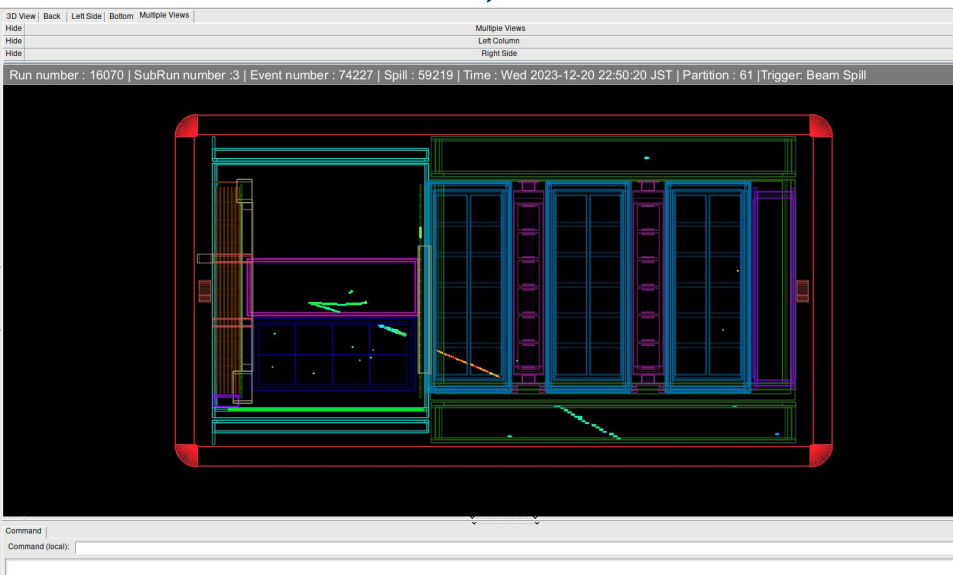 3D View Back Left Side Bottom Multiple Views
Hide Multiple Views
Hide Left Column
Hide Right Side
Run number : 16070 | SubRun number :3 | Event number : 74227 | Spill : 59219 | Time : Wed 2023-12-20 22:50:20 JST | Partition : 61 |Trigger: Beam Spill
Command
Command (local):